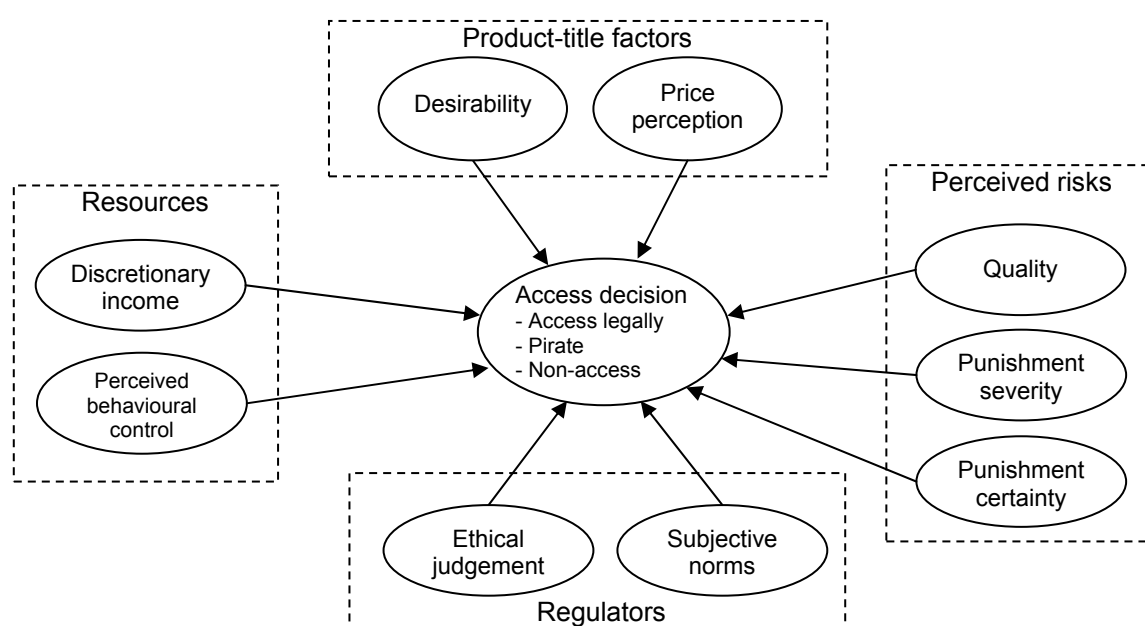 Product-title factors
Desirability
Price
perception
Resources
Discretionary
income
Perceived
behavioural
control
Access decision
- Access legally
- Pirate
- Non-access
Perceived risks
Quality
Punishment
severity
Punishment
certainty
Ethical
judgement
Subjective
norms
Regulators